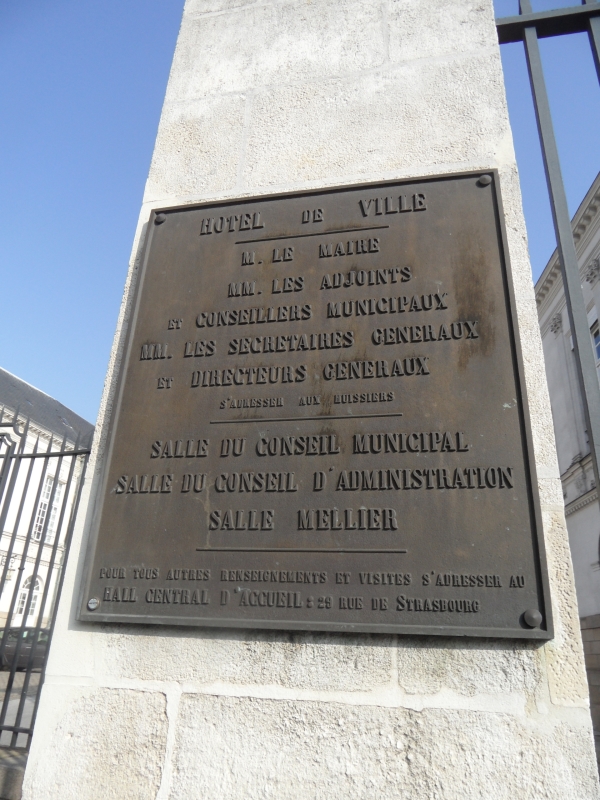 HOTEL DE VILLE
M. LE MAIRE
MM. LES ADJOINTS
ET CONSEILLERS MUNICIPAUX
MM. LES SECRETAIRES GENERAUX
ET DIRECTEURS GENERAUX
S'ADRESSER AUX HUISSIERS
SALLE DU CONSEIL MUNICIPAL
SALLE DU CONSEIL D'ADMINISTRATION
SALLE MELLIER
POUR TOUS AUTRES RENSEIGNEMENTS ET VISITES S'ADRESSER AU
HALL CENTRAL D'ACCUEIL : 29 RUE DE STRASBOURG